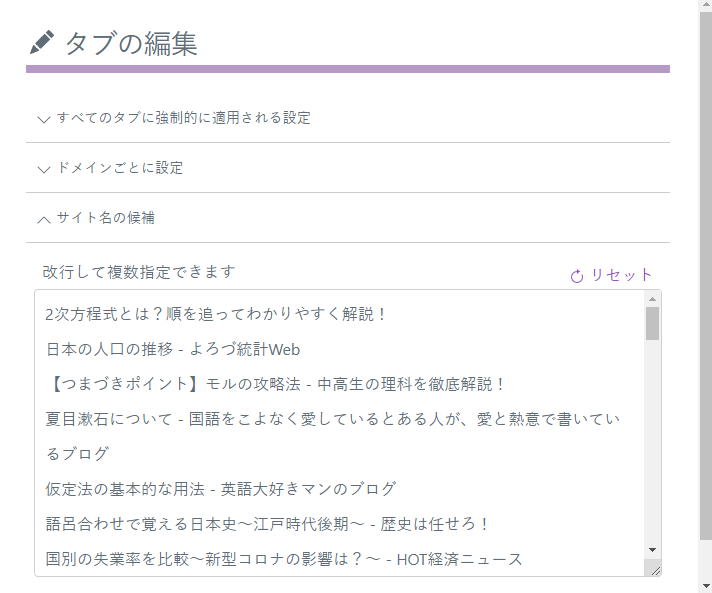 タブの編集
すべてのタブに強制的に適用される設定
ドメインごとに設定
サイト名の候補
改行して複数指定できます
リセット
2次方程式とは？順を追ってわかりやすく解説！
日本の人口の推移 - よろづ統計Web
【つまづきポイント】モルの攻略法 - 中高生の理科を徹底解説！
夏目漱石について - 国語をこよなく愛しているとある人が、愛と熱意で書いてい
るブログ
仮定法の基本的な用法 - 英語大好きマンのブログ
語呂合わせで覚える日本史～江戸時代後期～ - 歴史は任せろ！
国別の失業率を比較～新型コロナの影響は？～ - HOT経済ニュース